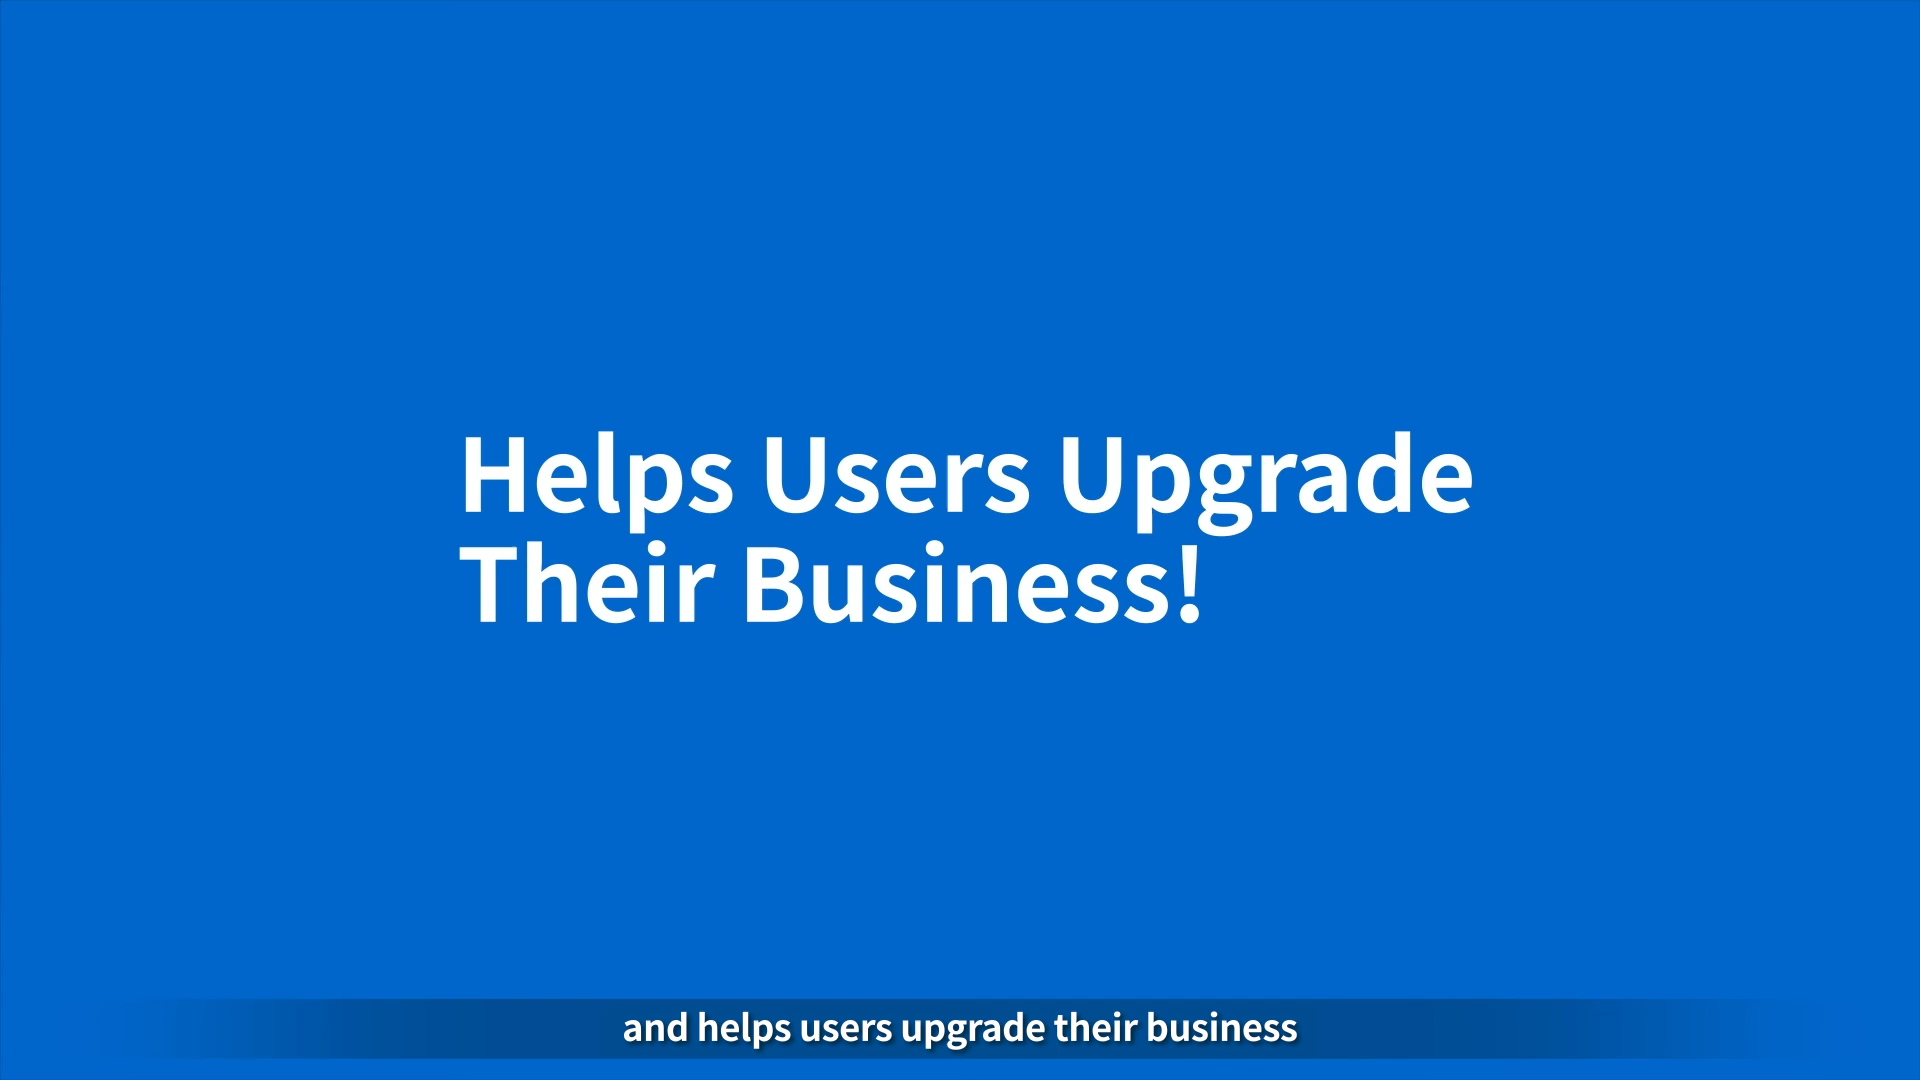 Helps Users Upgrade
Their Business!
and helps users upgrade their business